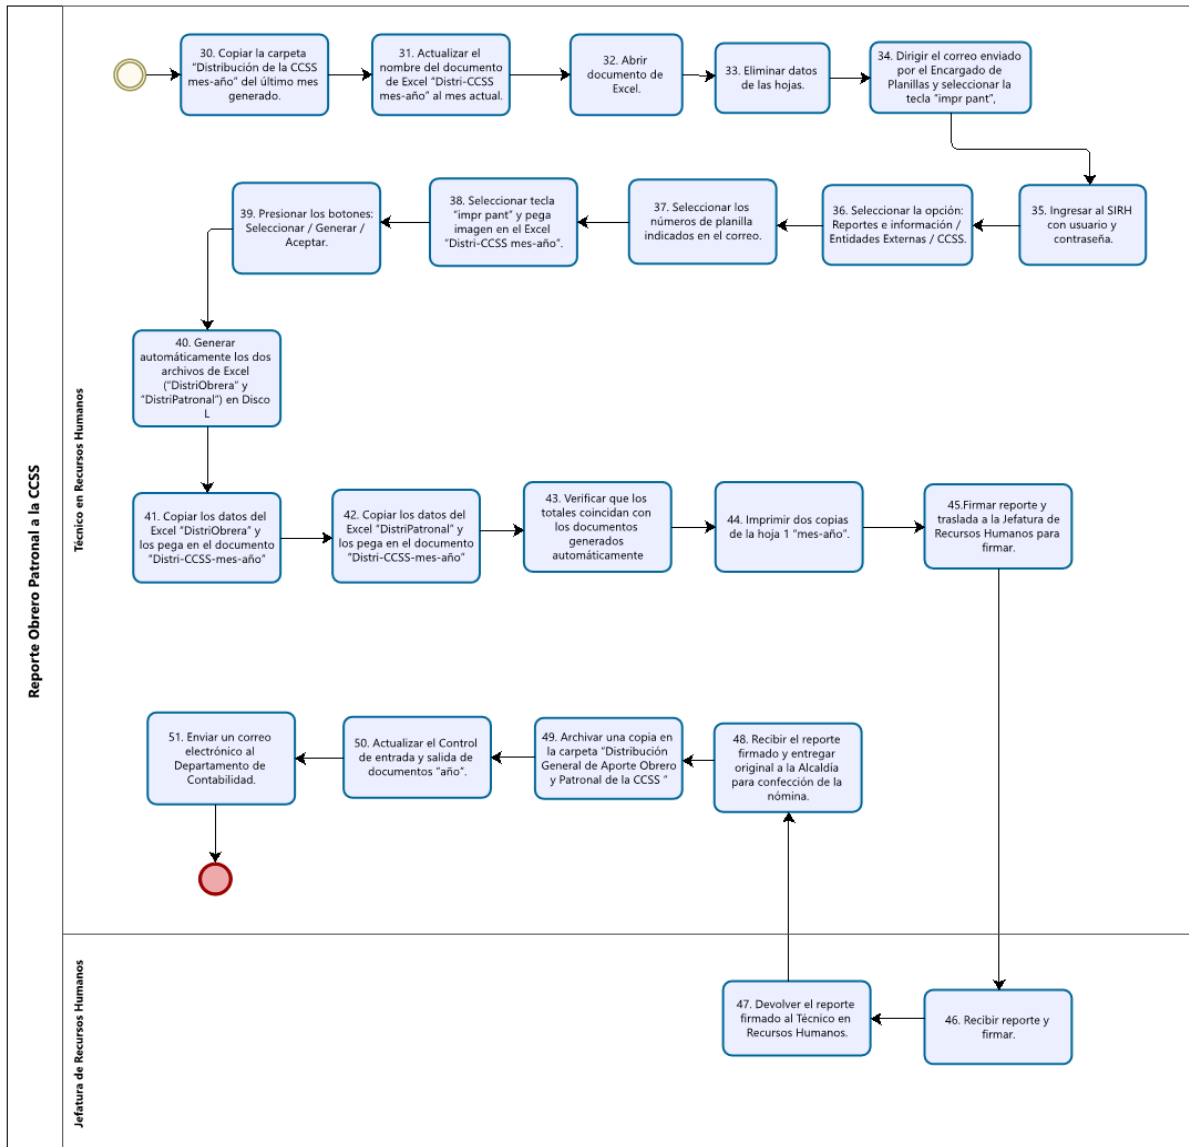 Reporte Obrero Patronal a la CCSS
Técnico en Recursos Humanos
30. Copiar la carpeta
“Distribución de la CCSS
mes-año” del último mes
generado.
31. Actualizar el
nombre del documento
de Excel “Distri-CCSS
mes-año” al mes actual.
32. Abrir
documento de
Excel.
33. Eliminar datos
de las hojas.
34. Dirigir el correo enviado
por el Encargado de
Planillas y seleccionar la
tecla “impr pant”,
35. Ingresar al SIRH
con usuario y
contraseña.
36. Seleccionar la opción:
Reportes e información /
Entidades Externas / CCSS.
37. Seleccionar los
números de planilla
indicados en el correo.
38. Seleccionar tecla
“impr pant” y pega
imagen en el Excel
“Distri-CCSS mes-año”.
39. Presionar los botones:
Seleccionar / Generar /
Aceptar.
40. Generar
automáticamente los dos
archivos de Excel
(“DistriObrera” y
“DistriPatronal”) en Disco
L
41. Copiar los datos del
Excel “DistriObrera” y
los pega en el documento
“Distri-CCSS-mes-año”
42. Copiar los datos del
Excel “DistriPatronal” y
los pega en el documento
“Distri-CCSS-mes-año”
43. Verificar que los
totales coincidan con
los documentos
generados
automáticamente
44. Imprimir dos copias
de la hoja 1 “mes-año”.
45.Firmar reporte y
traslada a la Jefatura de
Recursos Humanos para
firmar.
Jefatura de Recursos Humanos
46. Recibir reporte y
firmar.
47. Devolver el reporte
firmado al Técnico en
Recursos Humanos.
48. Recibir el reporte
firmado y entregar
original a la Alcaldía
para confección de la
nómina.
49. Archivar una copia en
la carpeta “Distribución
General de Aporte Obrero
y Patronal de la CCSS ”
50. Actualizar el Control
de entrada y salida de
documentos “año”.
51. Enviar un correo
electrónico al
Departamento de
Contabilidad.